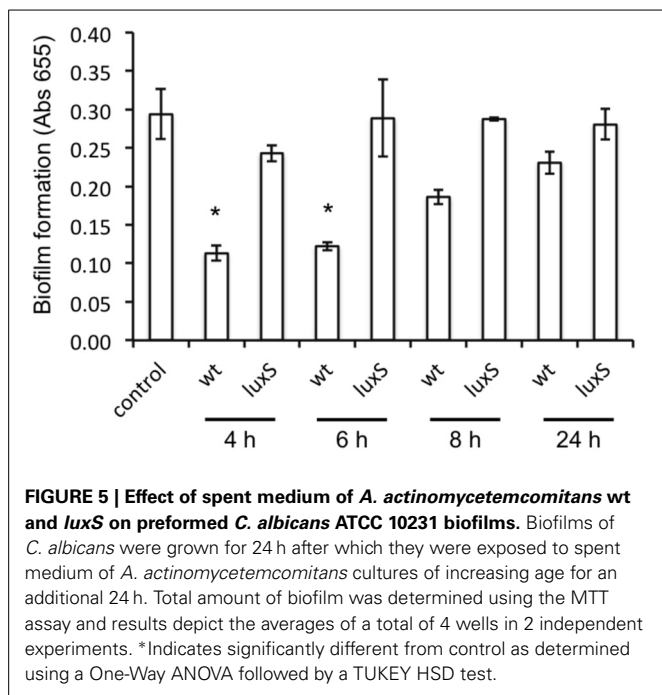 0.40
0.35
0.30
0.25
0.20
0.15
0.10
0.05
0.00
Biofilm formation (Abs 655)
* *
control wt luxS wt luxS wt luxS wt luxS
4 h 6 h 8 h 24 h
FIGURE 5 | Effect of spent medium of A. actinomycetemcomitans wt
and luxS on preformed C. albicans ATCC 10231 biofilms. Biofilms of
C. albicans were grown for 24 h after which they were exposed to spent
medium of A. actinomycetemcomitans cultures of increasing age for an
additional 24 h. Total amount of biofilm was determined using the MTT
assay and results depict the averages of a total of 4 wells in 2 independent
experiments. *Indicates significantly different from control as determined
using a One-Way ANOVA followed by a TUKEY HSD test.